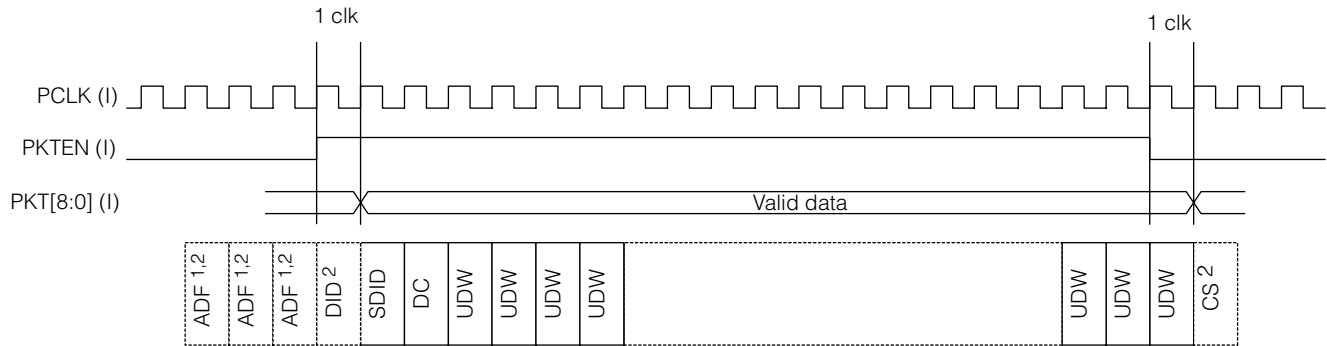 1 clk 1 clk
PCLK (I)
PKTEN (I)
PKT[8:0] (I) Valid data
ADF 1,2 ADF 1,2 ADF 1,2 DID 2 SDID DC UDW UDW UDW UDW UDW UDW UDW CS 2